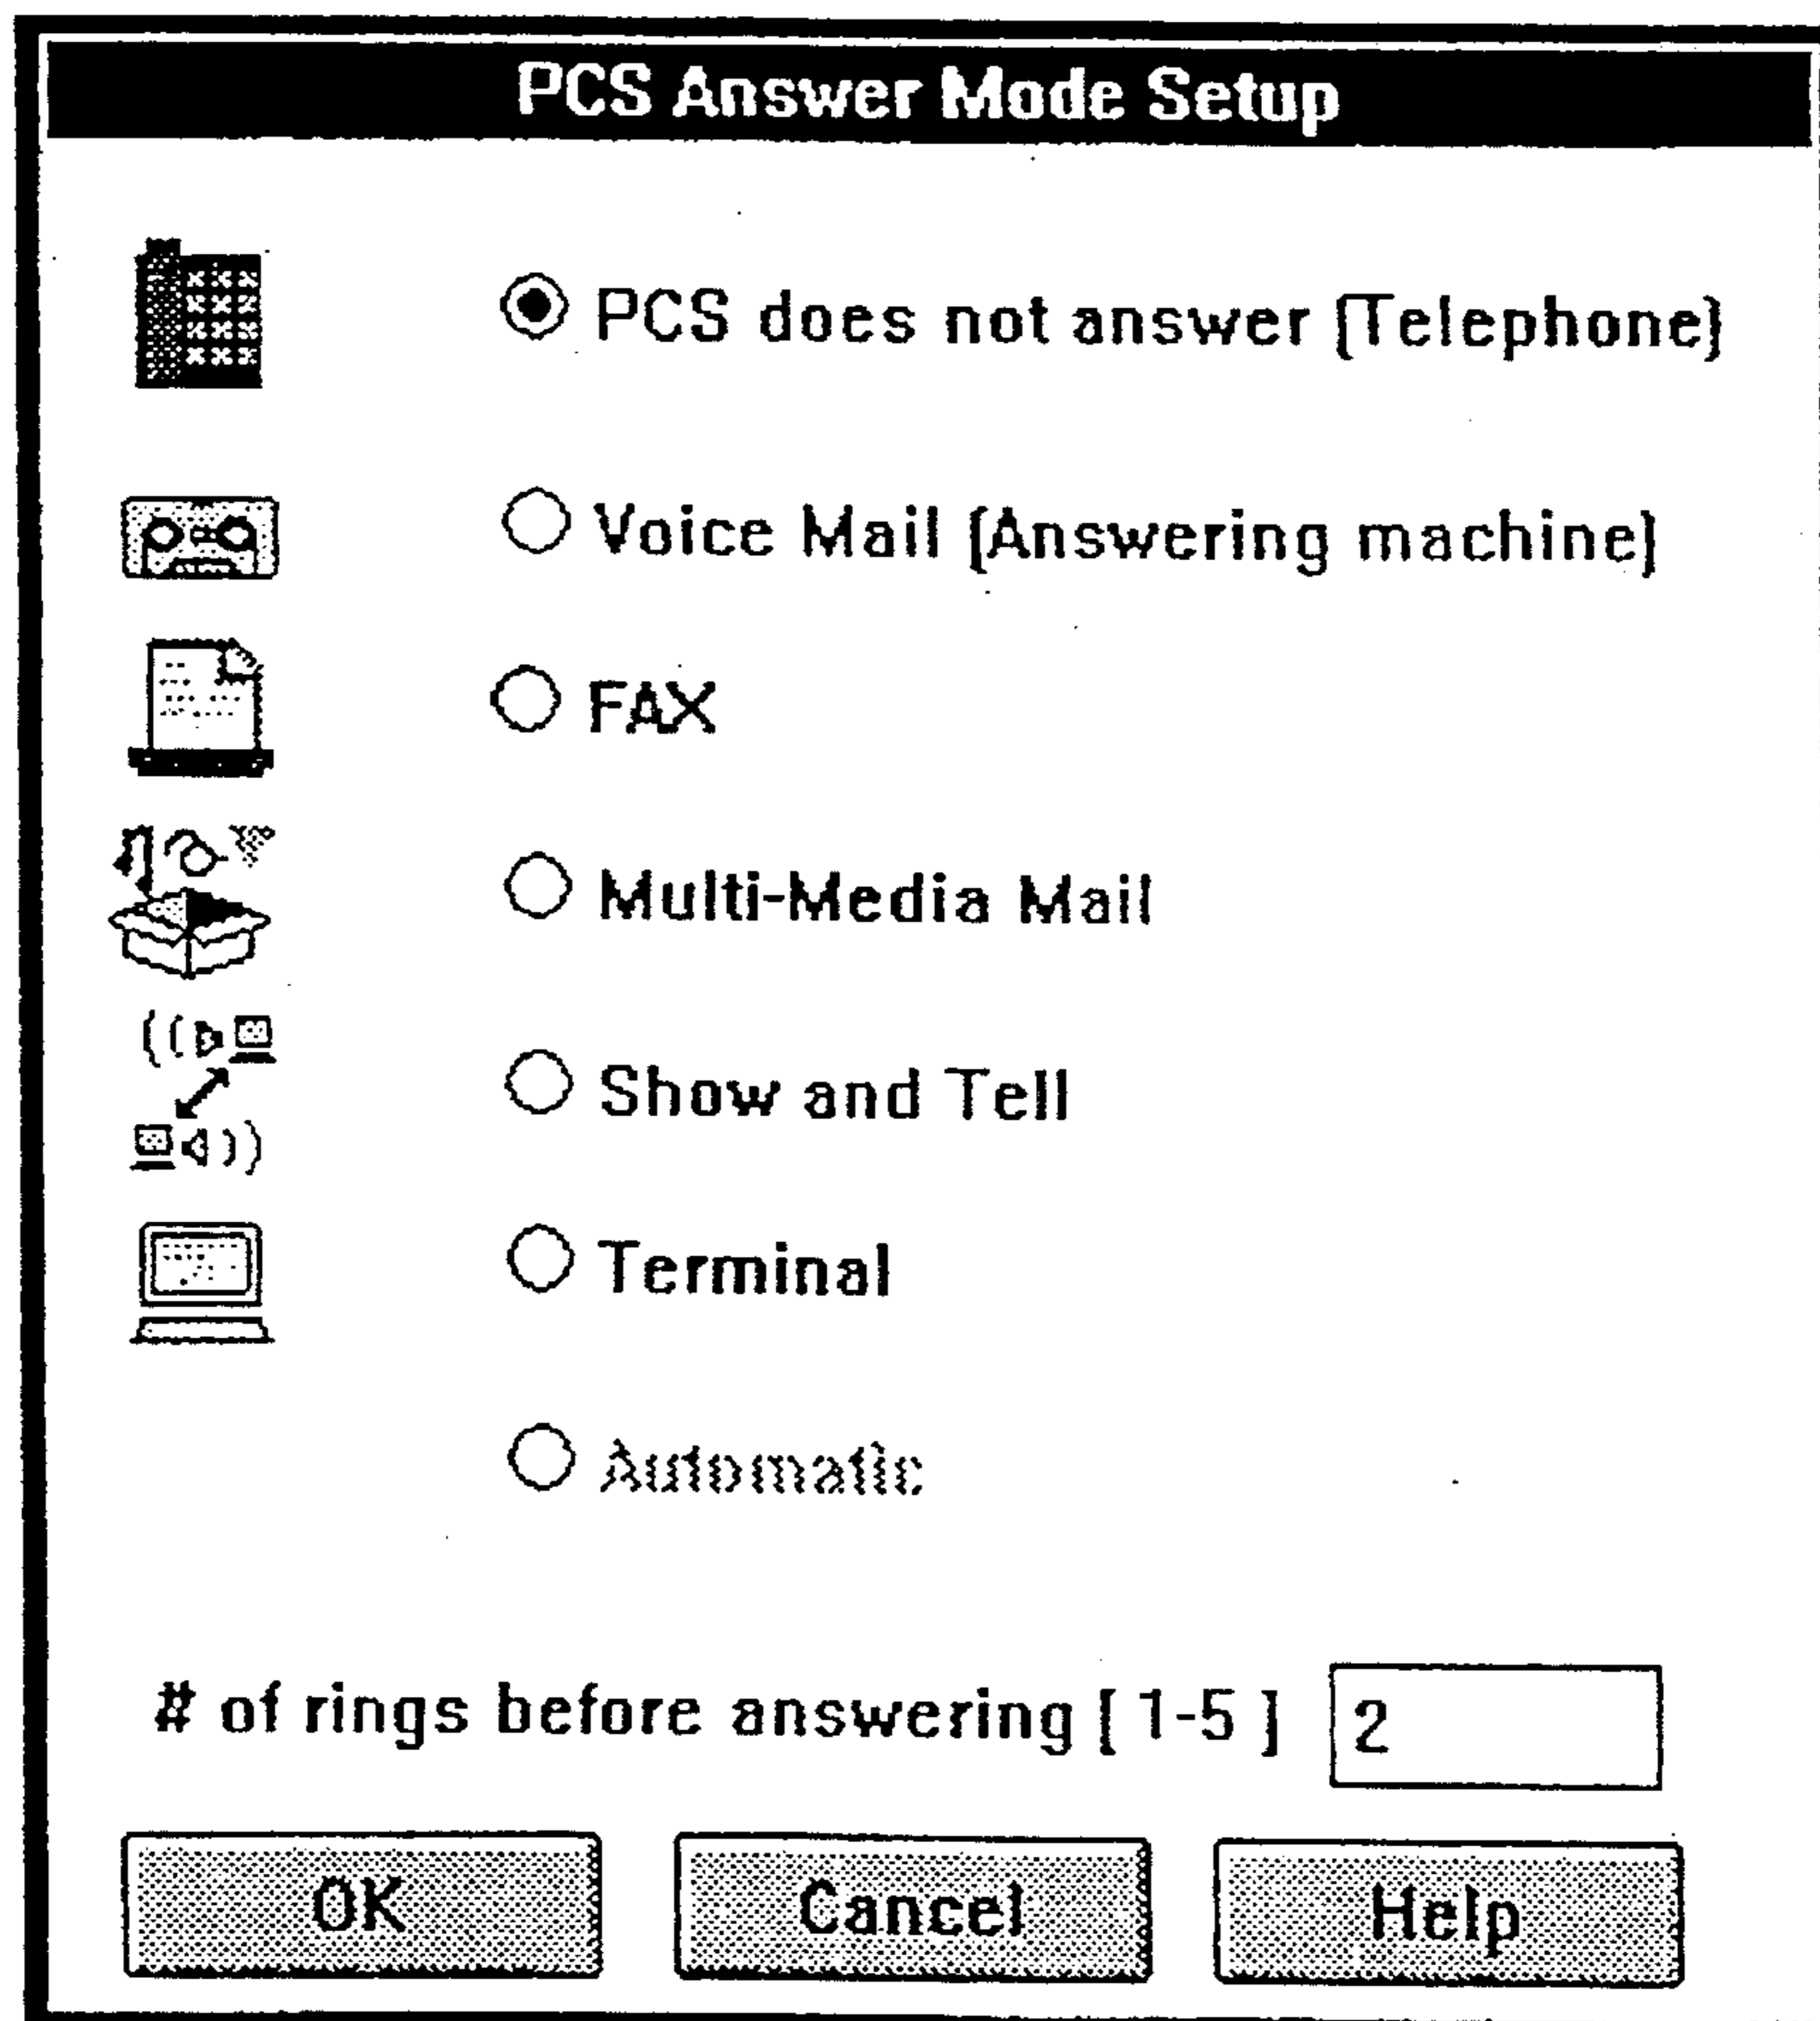 PCS Answer Mode Setup
PCS does not answer (Telephone)
Voice Mail (Answering machine)
FAX
Multi-Media Mail
Show and Tell
Terminal
Automatic
# of rings before answering [ 1-5 ] 2
OK Cancel Help